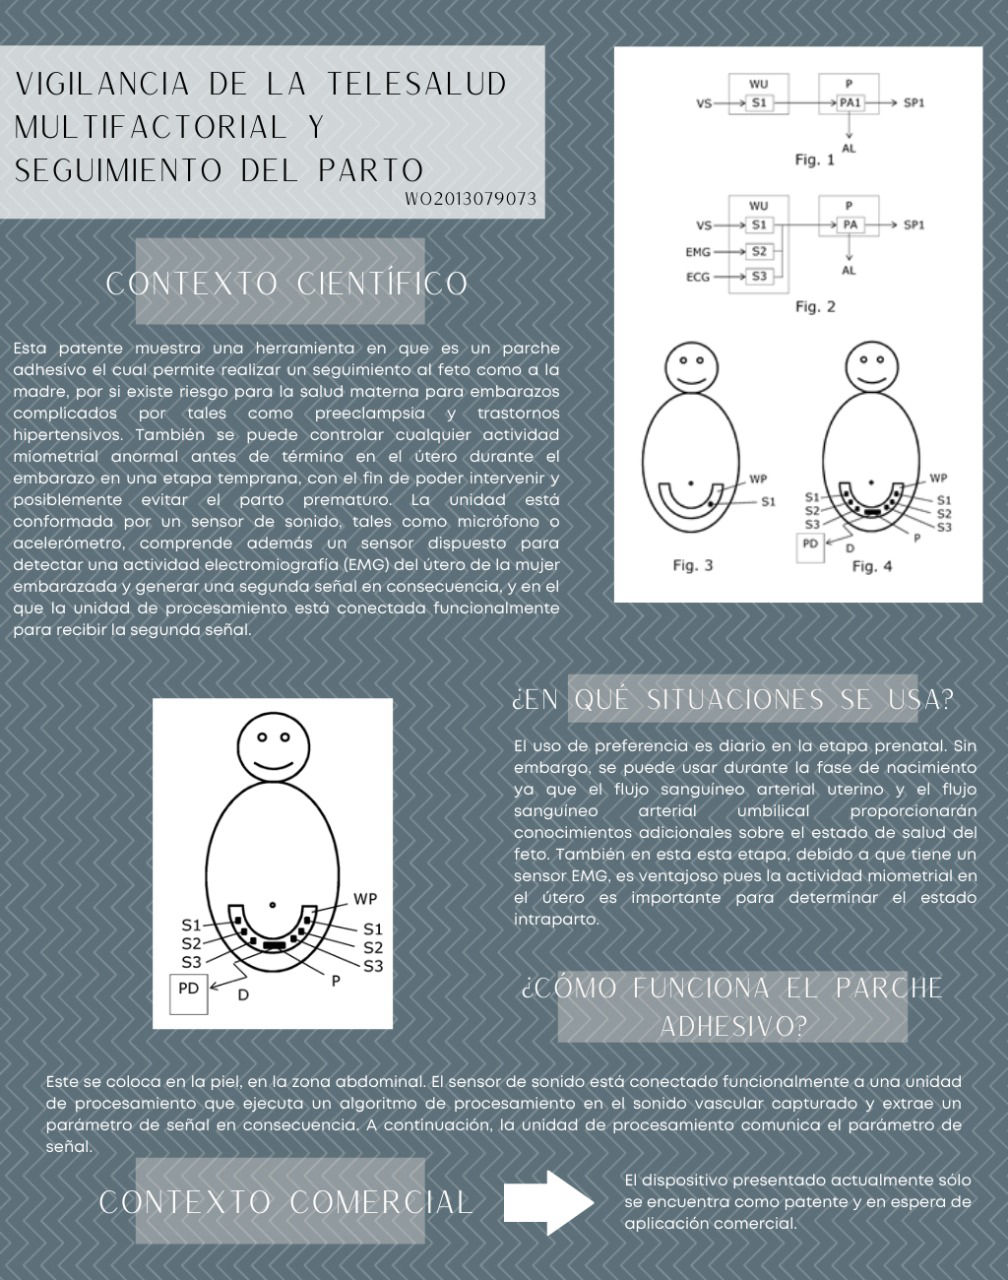 VIGILANCIA DE LA TELESALUD
MULTIFACTORIAL Y
SEGUIMIENTO DEL PARTO
WO2013079073
CONTEXTO CIENTÍFICO
Esta patente muestra una herramienta en que es un parche
adhesivo el cual permite realizar un seguimiento al feto como a la
madre, por si existe riesgo para la salud materna para embarazos
complicados por tales como preeclampsia y trastornos
hipertensivos. También se puede controlar cualquier actividad
miometrial anormal antes de término en el útero durante el
embarazo en una etapa temprana, con el fin de poder intervenir y
posiblemente evitar el parto prematuro. La unidad está
conformada por un sensor de sonido, tales como micrófono o
acelerómetro, comprende además un sensor dispuesto para
detectar una actividad electromiografía (EMG) del útero de la mujer
embarazada y generar una segunda señal en consecuencia, y en el
que la unidad de procesamiento está conectada funcionalmente
para recibir la segunda señal.
WU P
VS S1 PA1 SP1
AL
Fig. 1
WU P
VS S1 PA SP1
EMG S2
AL
ECG S3
Fig. 2
WP
S1
Fig. 3
WP
S1 S1
S2 S2
S3 S3
P
PD D
Fig. 4
¿EN QUÉ SITUACIONES SE USA?
El uso de preferencia es diario en la etapa prenatal. Sin
embargo, se puede usar durante la fase de nacimiento
ya que el flujo sanguíneo arterial uterino y el flujo
sanguíneo arterial umbilical proporcionarán
conocimientos adicionales sobre el estado de salud del
feto. También en esta esta etapa, debido a que tiene un
sensor EMG, es ventajoso pues la actividad miometrial en
el útero es importante para determinar el estado
intraparto.
WP
S1 S1
S2 S2
S3 S3
P
PD D
¿CÓMO FUNCIONA EL PARCHE
ADHESIVO?
Este se coloca en la piel, en la zona abdominal. El sensor de sonido está conectado funcionalmente a una unidad
de procesamiento que ejecuta un algoritmo de procesamiento en el sonido vascular capturado y extrae un
parámetro de señal en consecuencia. A continuación, la unidad de procesamiento comunica el parámetro de
señal.
CONTEXTO COMERCIAL
El dispositivo presentado actualmente sólo
se encuentra como patente y en espera de
aplicación comercial.